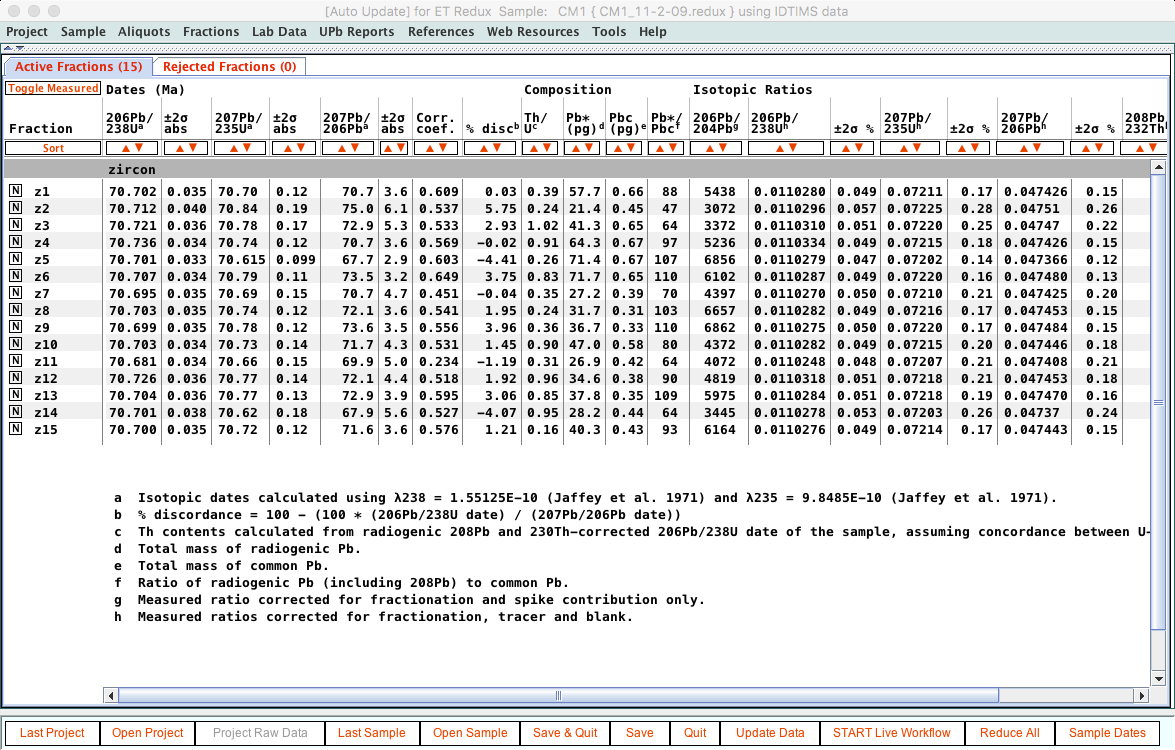 [Auto Update] for ET Redux Sample: CM1 { CM1_11-2-09.redux } using IDTIMS data
Project Sample Aliquots Fractions Lab Data UPb Reports References Web Resources Tools Help
Active Fractions (15) Rejected Fractions (0)
Toggle Measured Dates (Ma) Composition Isotopic Ratios
206Pb/ ±2σ 207Pb/ ±2σ 207Pb/ ±2σ Corr. Th/ Pb* Pbc Pb*/ 206Pb/ 206Pb/ 207Pb/ 207Pb/ 208Pb/
Fraction 238Uᵃ abs 235Uᵃ abs 206Pbᵃ abs coef. % discᵇ Uᶜ (pg)ᵈ (pg)ᵉ Pbcᶠ 204Pbᵍ 238Uʰ ±2σ % 235Uʰ ±2σ % 206Pbʰ ±2σ % 232Thʰ
Sort ▲ ▼ ▲ ▼ ▲ ▼ ▲ ▼ ▲ ▼ ▲ ▼ ▲ ▼ ▲ ▼ ▲ ▼ ▲ ▼ ▲ ▼ ▲ ▼ ▲ ▼ ▲ ▼ ▲ ▼ ▲ ▼ ▲ ▼ ▲ ▼ ▲ ▼ ▲ ▼
zircon
N z1 70.702 0.035 70.70 0.12 70.7 3.6 0.609 0.03 0.39 57.7 0.66 88 5438 0.0110280 0.049 0.07211 0.17 0.047426 0.15
N z2 70.712 0.040 70.84 0.19 75.0 6.1 0.537 5.75 0.24 21.4 0.45 47 3072 0.0110296 0.057 0.07225 0.28 0.04751 0.26
N z3 70.721 0.036 70.78 0.17 72.9 5.3 0.533 2.93 1.02 41.3 0.65 64 3372 0.0110310 0.051 0.07220 0.25 0.04747 0.22
N z4 70.736 0.034 70.74 0.12 70.7 3.6 0.569 −0.02 0.91 64.3 0.67 97 5236 0.0110334 0.049 0.07215 0.18 0.047426 0.15
N z5 70.701 0.033 70.615 0.099 67.7 2.9 0.603 −4.41 0.26 71.4 0.67 107 6856 0.0110279 0.047 0.07202 0.14 0.047366 0.12
N z6 70.707 0.034 70.79 0.11 73.5 3.2 0.649 3.75 0.83 71.7 0.65 110 6102 0.0110287 0.049 0.07220 0.16 0.047480 0.13
N z7 70.695 0.035 70.69 0.15 70.7 4.7 0.451 −0.04 0.35 27.2 0.39 70 4397 0.0110270 0.050 0.07210 0.21 0.047425 0.20
N z8 70.703 0.035 70.74 0.12 72.1 3.6 0.541 1.95 0.24 31.7 0.31 103 6657 0.0110282 0.049 0.07216 0.17 0.047453 0.15
N z9 70.699 0.035 70.78 0.12 73.6 3.5 0.556 3.96 0.36 36.7 0.33 110 6862 0.0110275 0.050 0.07220 0.17 0.047484 0.15
N z10 70.703 0.034 70.73 0.14 71.7 4.3 0.531 1.45 0.90 47.0 0.58 80 4372 0.0110282 0.049 0.07215 0.20 0.047446 0.18
N z11 70.681 0.034 70.66 0.15 69.9 5.0 0.234 −1.19 0.31 26.9 0.42 64 4072 0.0110248 0.048 0.07207 0.21 0.047408 0.21
N z12 70.726 0.036 70.77 0.14 72.1 4.4 0.518 1.92 0.96 34.6 0.38 90 4819 0.0110318 0.051 0.07218 0.21 0.047453 0.18
N z13 70.704 0.036 70.77 0.13 72.9 3.9 0.595 3.06 0.85 37.8 0.35 109 5975 0.0110284 0.051 0.07218 0.19 0.047470 0.16
N z14 70.701 0.038 70.62 0.18 67.9 5.6 0.527 −4.07 0.95 28.2 0.44 64 3445 0.0110278 0.053 0.07203 0.26 0.04737 0.24
N z15 70.700 0.035 70.72 0.12 71.6 3.6 0.576 1.21 0.16 40.3 0.43 93 6164 0.0110276 0.049 0.07214 0.17 0.047443 0.15
a Isotopic dates calculated using λ238 = 1.55125E−10 (Jaffey et al. 1971) and λ235 = 9.8485E−10 (Jaffey et al. 1971).
b % discordance = 100 − (100 * (206Pb/238U date) / (207Pb/206Pb date))
c Th contents calculated from radiogenic 208Pb and 230Th-corrected 206Pb/238U date of the sample, assuming concordance between U-
d Total mass of radiogenic Pb.
e Total mass of common Pb.
f Ratio of radiogenic Pb (including 208Pb) to common Pb.
g Measured ratio corrected for fractionation and spike contribution only.
h Measured ratios corrected for fractionation, tracer and blank.
Last Project Open Project Project Raw Data Last Sample Open Sample Save & Quit Save Quit Update Data START Live Workflow Reduce All Sample Dates